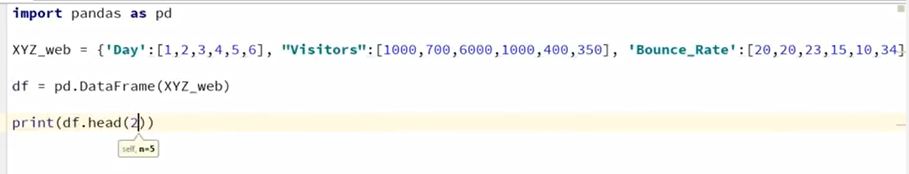 import pandas as pd
XYZ_web = {'Day':[1,2,3,4,5,6], "Visitors":[1000,700,6000,1000,400,350], 'Bounce_Rate':[20,20,23,15,10,34]
df = pd.DataFrame(XYZ_web)
print(df.head(2))
self, n=5